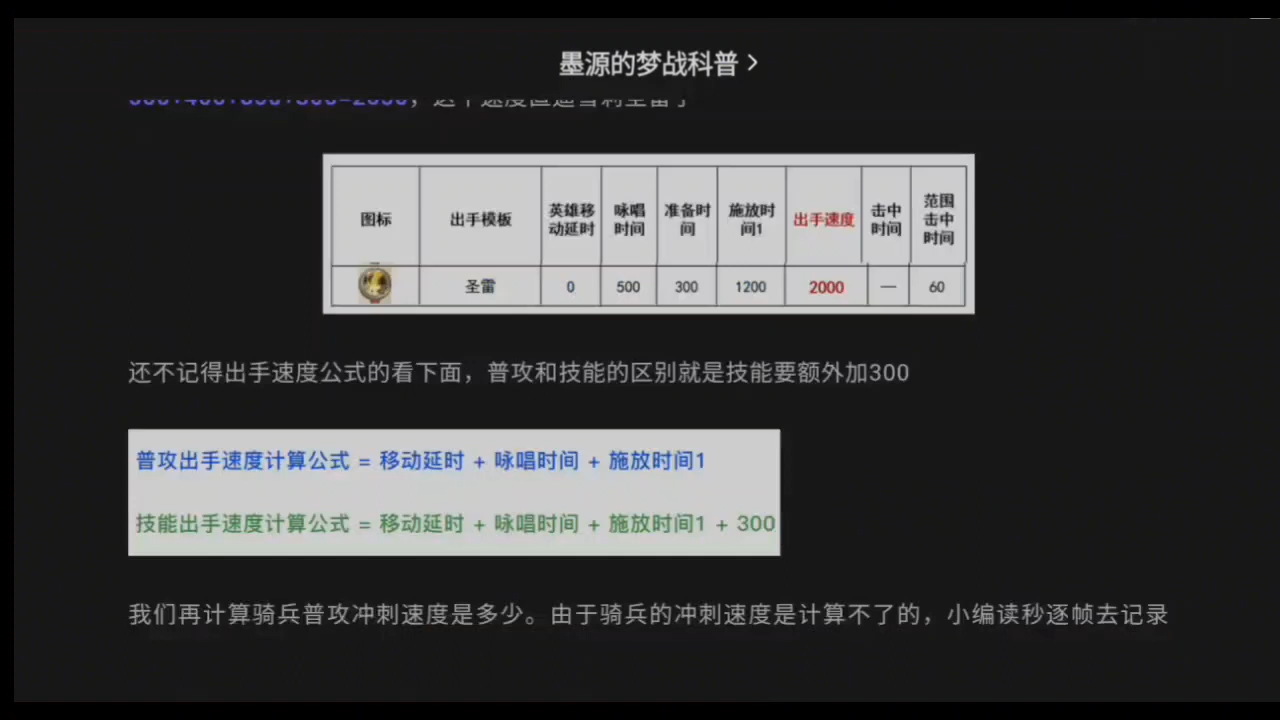 墨源的梦战科普 >
图标 出手模板 英雄移动延时 咏唱时间 准备时间 施放时间1 出手速度 击中时间 范围击中时间
圣雷 0 500 300 1200 2000 — 60
还不记得出手速度公式的看下面，普攻和技能的区别就是技能要额外加300
普攻出手速度计算公式 = 移动延时 + 咏唱时间 + 施放时间1
技能出手速度计算公式 = 移动延时 + 咏唱时间 + 施放时间1 + 300
我们再计算骑兵普攻冲刺速度是多少。由于骑兵的冲刺速度是计算不了的，小编读秒逐帧去记录